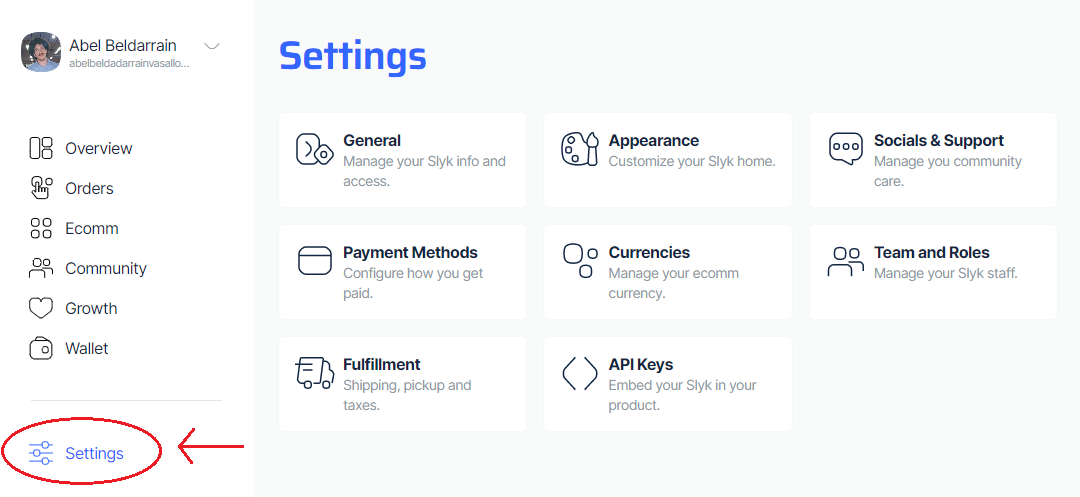 Abel Beldarrain
abelbeldadarrainvasallo...
Overview
Orders
Ecomm
Community
Growth
Wallet
Settings
Settings
General
Manage your Slyk info and
access.
Appearance
Customize your Slyk home.
Socials & Support
Manage you community
care.
Payment Methods
Configure how you get
paid.
Currencies
Manage your ecomm
currency.
Team and Roles
Manage your Slyk staff.
Fulfillment
Shipping, pickup and
taxes.
API Keys
Embed your Slyk in your
product.